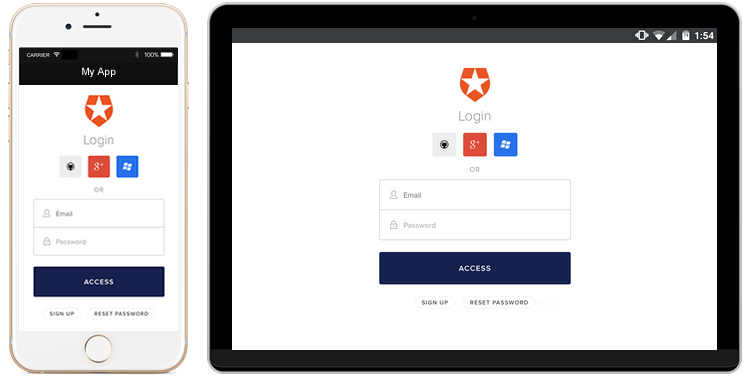 CARRIER 100%
My App
Login
g+
OR
Email
Password
ACCESS
SIGN UP RESET PASSWORD
1:54
Login
g+
OR
Email
Password
ACCESS
SIGN UP RESET PASSWORD